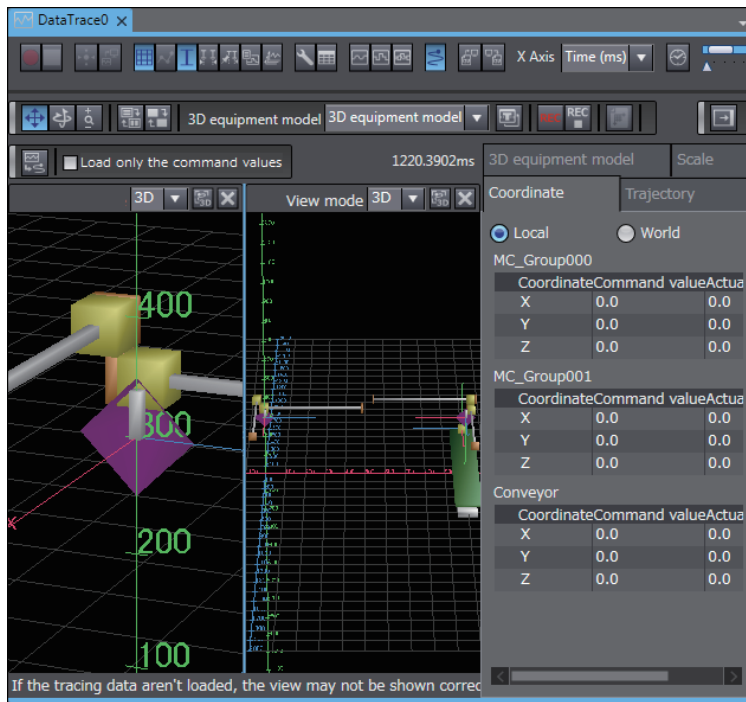 DataTrace0
X Axis Time (ms)
3D equipment model 3D equipment model REC REC
Load only the command values 1220.3902ms
3D equipment model Scale
3D View mode 3D
Coordinate Trajectory
Local World
MC_Group000
CoordinateCommand valueActua
X 0.0 0.0
Y 0.0 0.0
Z 0.0 0.0
MC_Group001
CoordinateCommand valueActua
X 0.0 0.0
Y 0.0 0.0
Z 0.0 0.0
Conveyor
CoordinateCommand valueActua
X 0.0 0.0
Y 0.0 0.0
Z 0.0 0.0
400
300
200
100
X
If the tracing data aren't loaded, the view may not be shown correc